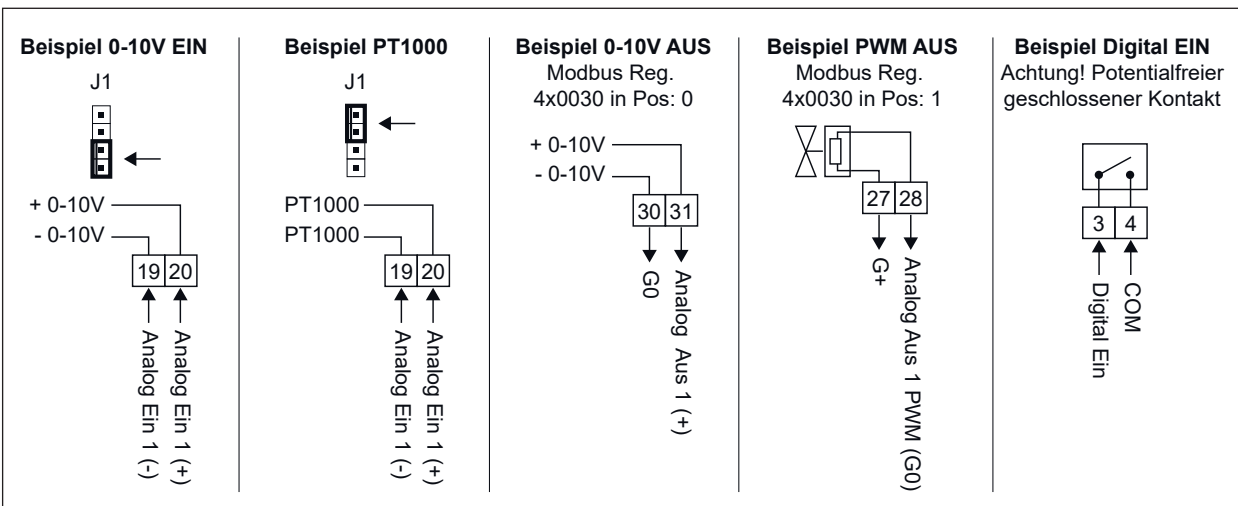 Beispiel 0-10V EIN
J1
+ 0-10V
- 0-10V
19 20
Analog Ein 1 (-)
Analog Ein 1 (+)
Beispiel PT1000
J1
PT1000
PT1000
19 20
Analog Ein 1 (-)
Analog Ein 1 (+)
Beispiel 0-10V AUS
Modbus Reg.
4x0030 in Pos: 0
+ 0-10V
- 0-10V
30 31
G0
Analog Aus 1 (+)
Beispiel PWM AUS
Modbus Reg.
4x0030 in Pos: 1
27 28
G+
Analog Aus 1 PWM (G0)
Beispiel Digital EIN
Achtung! Potentialfreier
geschlossener Kontakt
3 4
Digital Ein
COM